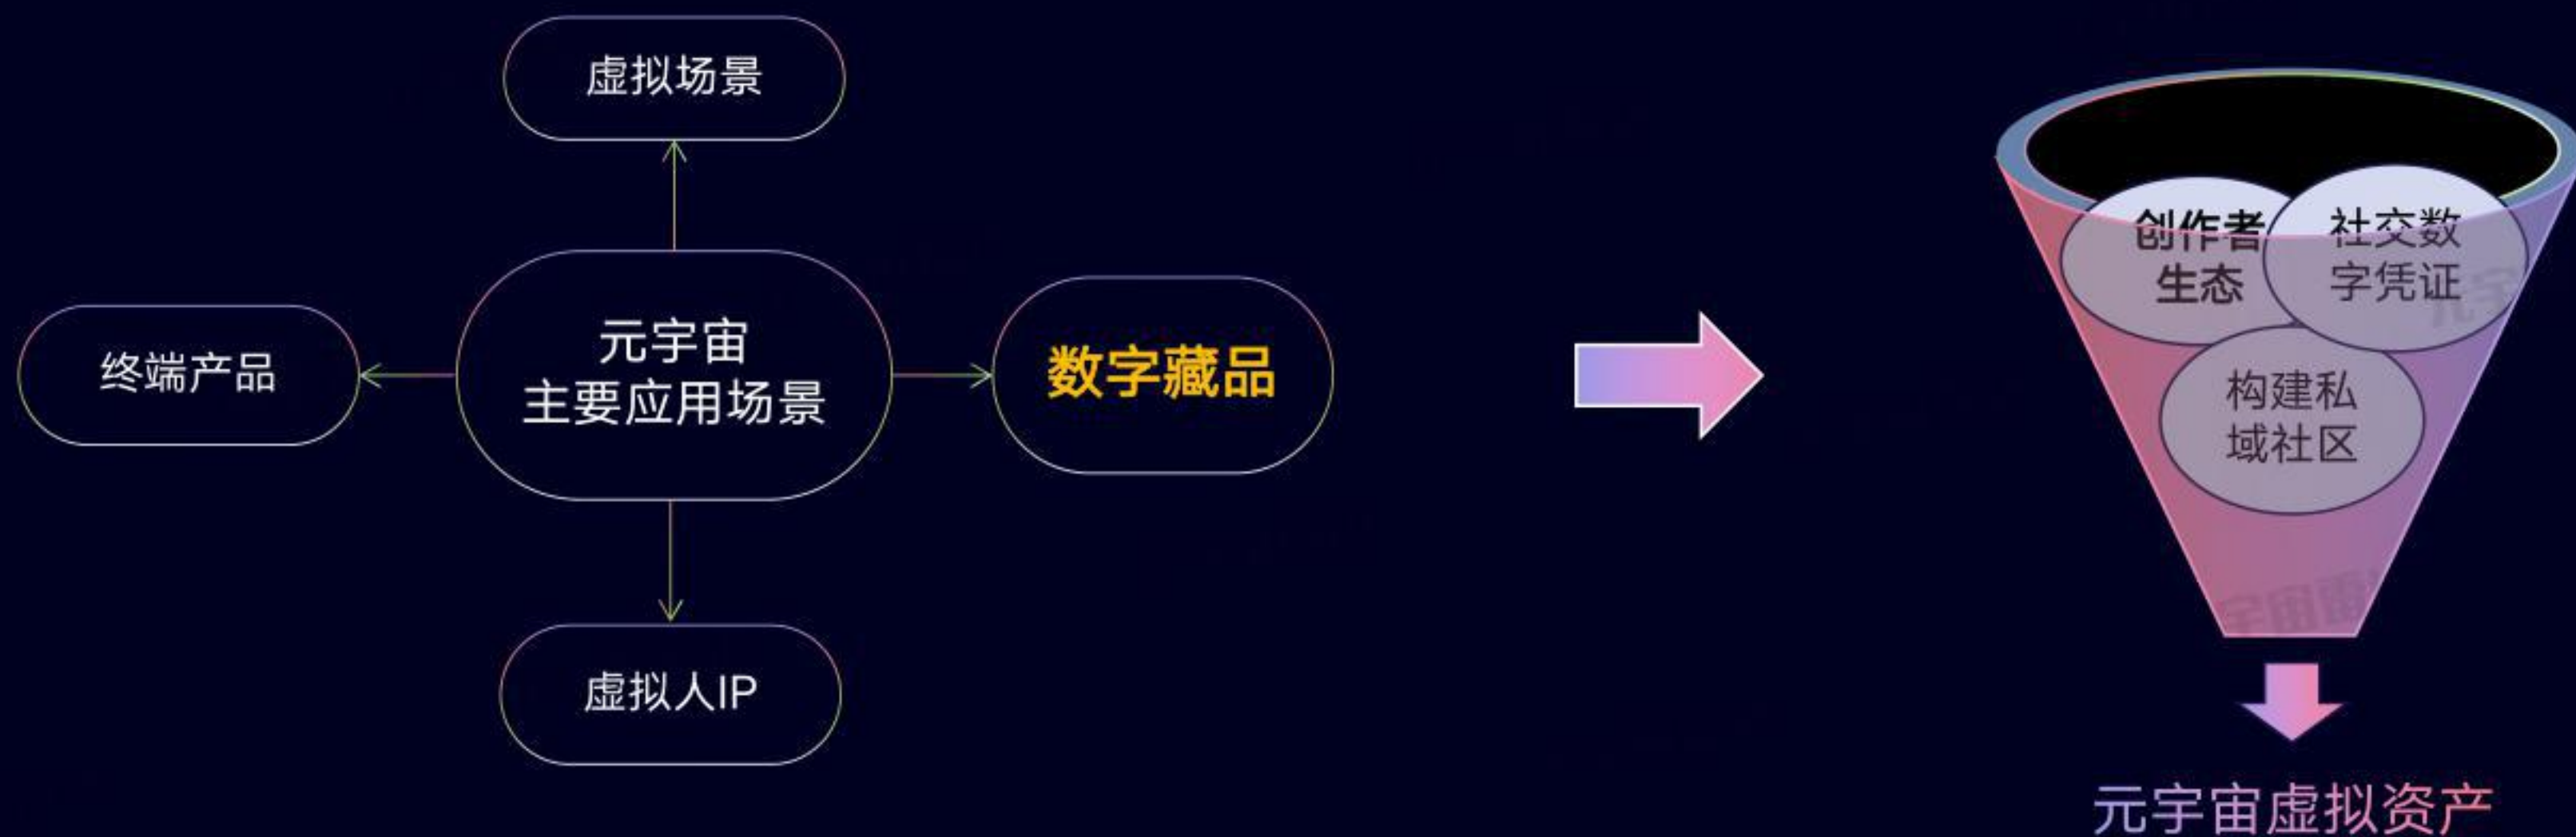 虚拟场景
终端产品
元宇宙
主要应用场景
数字藏品
虚拟人IP
创作者
生态
社交数
字凭证
构建私
域社区
元宇宙虚拟资产